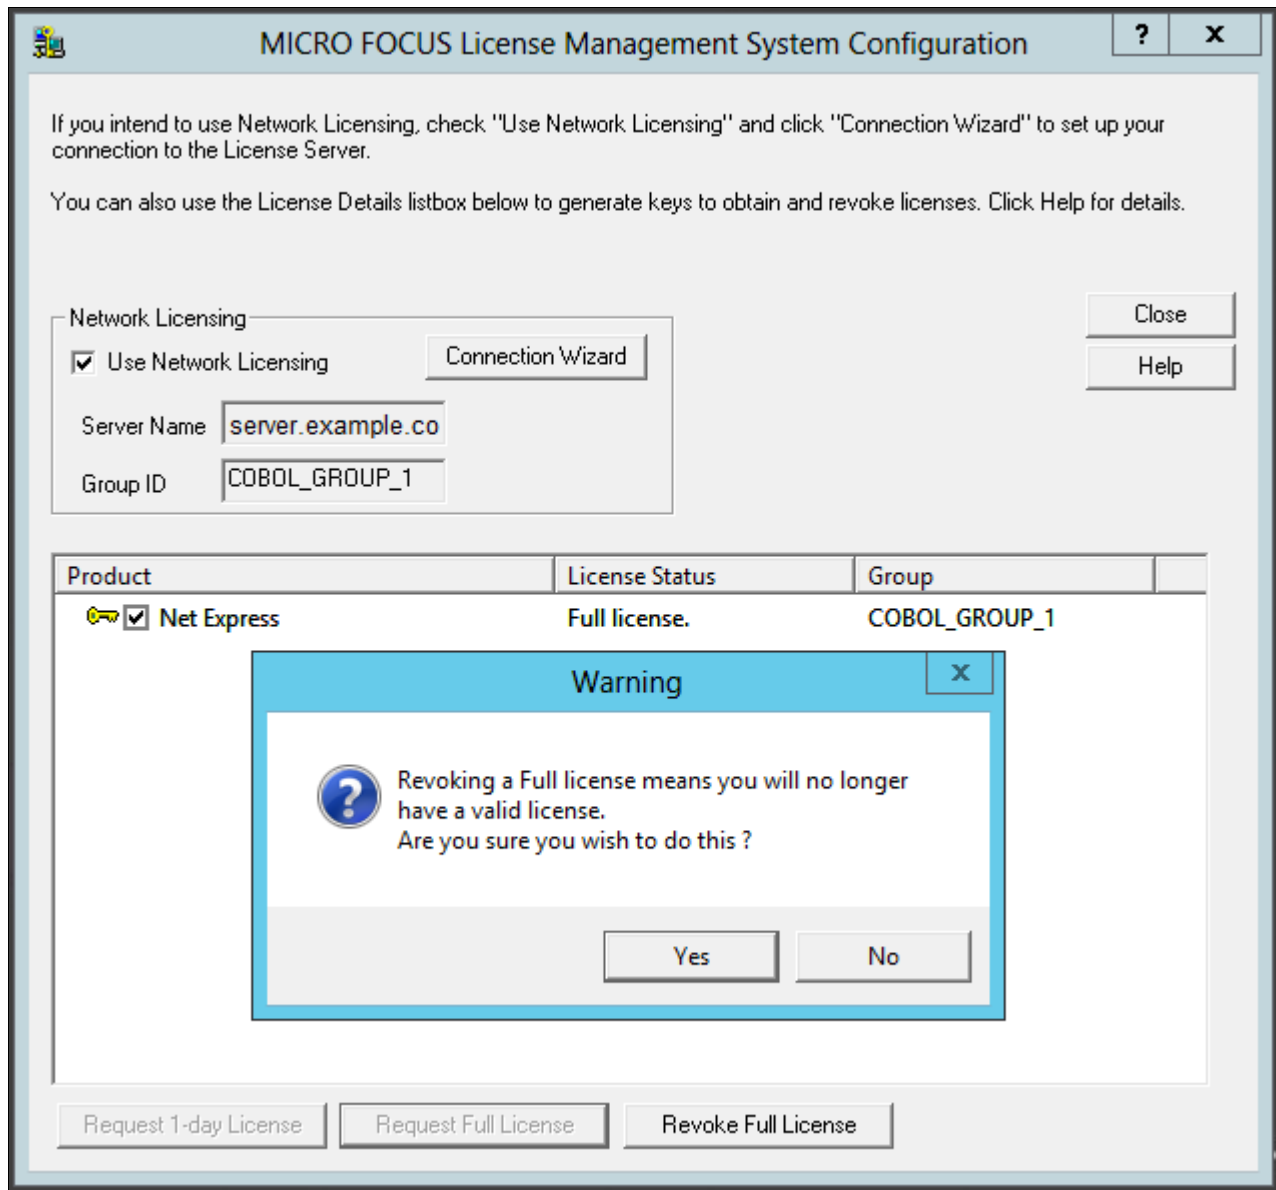 MICRO FOCUS License Management System Configuration
? x
If you intend to use Network Licensing, check "Use Network Licensing" and click "Connection Wizard" to set up your
connection to the License Server.
You can also use the License Details listbox below to generate keys to obtain and revoke licenses. Click Help for details.
Network Licensing
Close
Use Network Licensing
Connection Wizard
Help
Server Name server.example.co
Group ID COBOL_GROUP_1
Product License Status Group
Net Express Full license. COBOL_GROUP_1
Warning x
?
Revoking a Full license means you will no longer
have a valid license.
Are you sure you wish to do this ?
Yes No
Request 1-day License Request Full License Revoke Full License